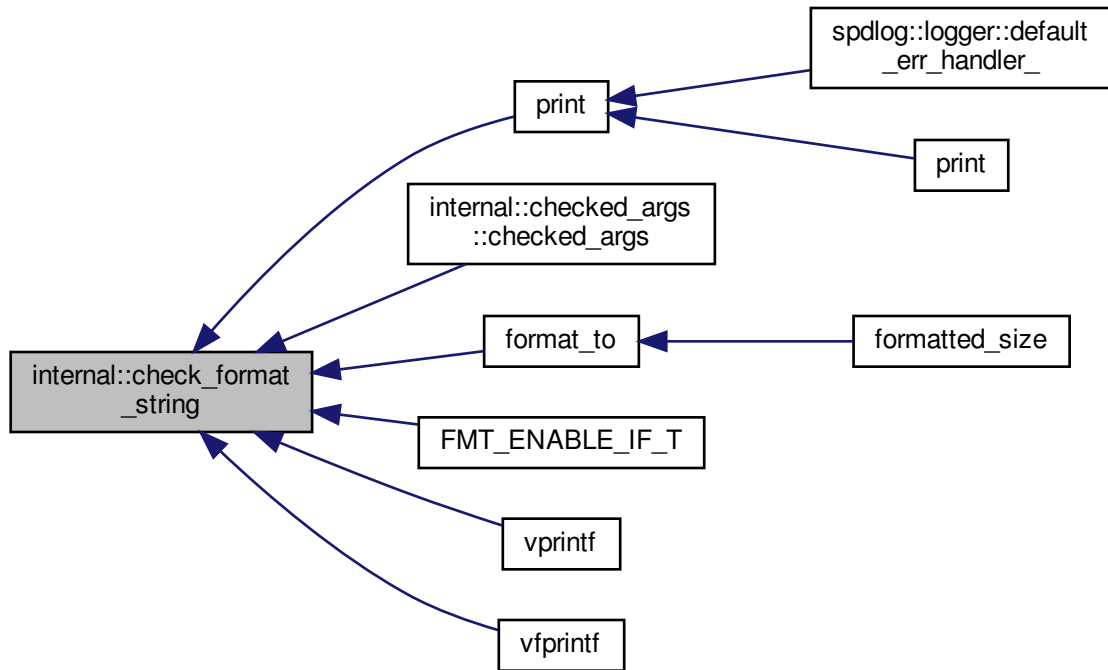 spdlog::logger::default
_err_handler_
print
print
internal::checked_args
::checked_args
format_to
formatted_size
internal::check_format
_string
FMT_ENABLE_IF_T
vprintf
vfprintf